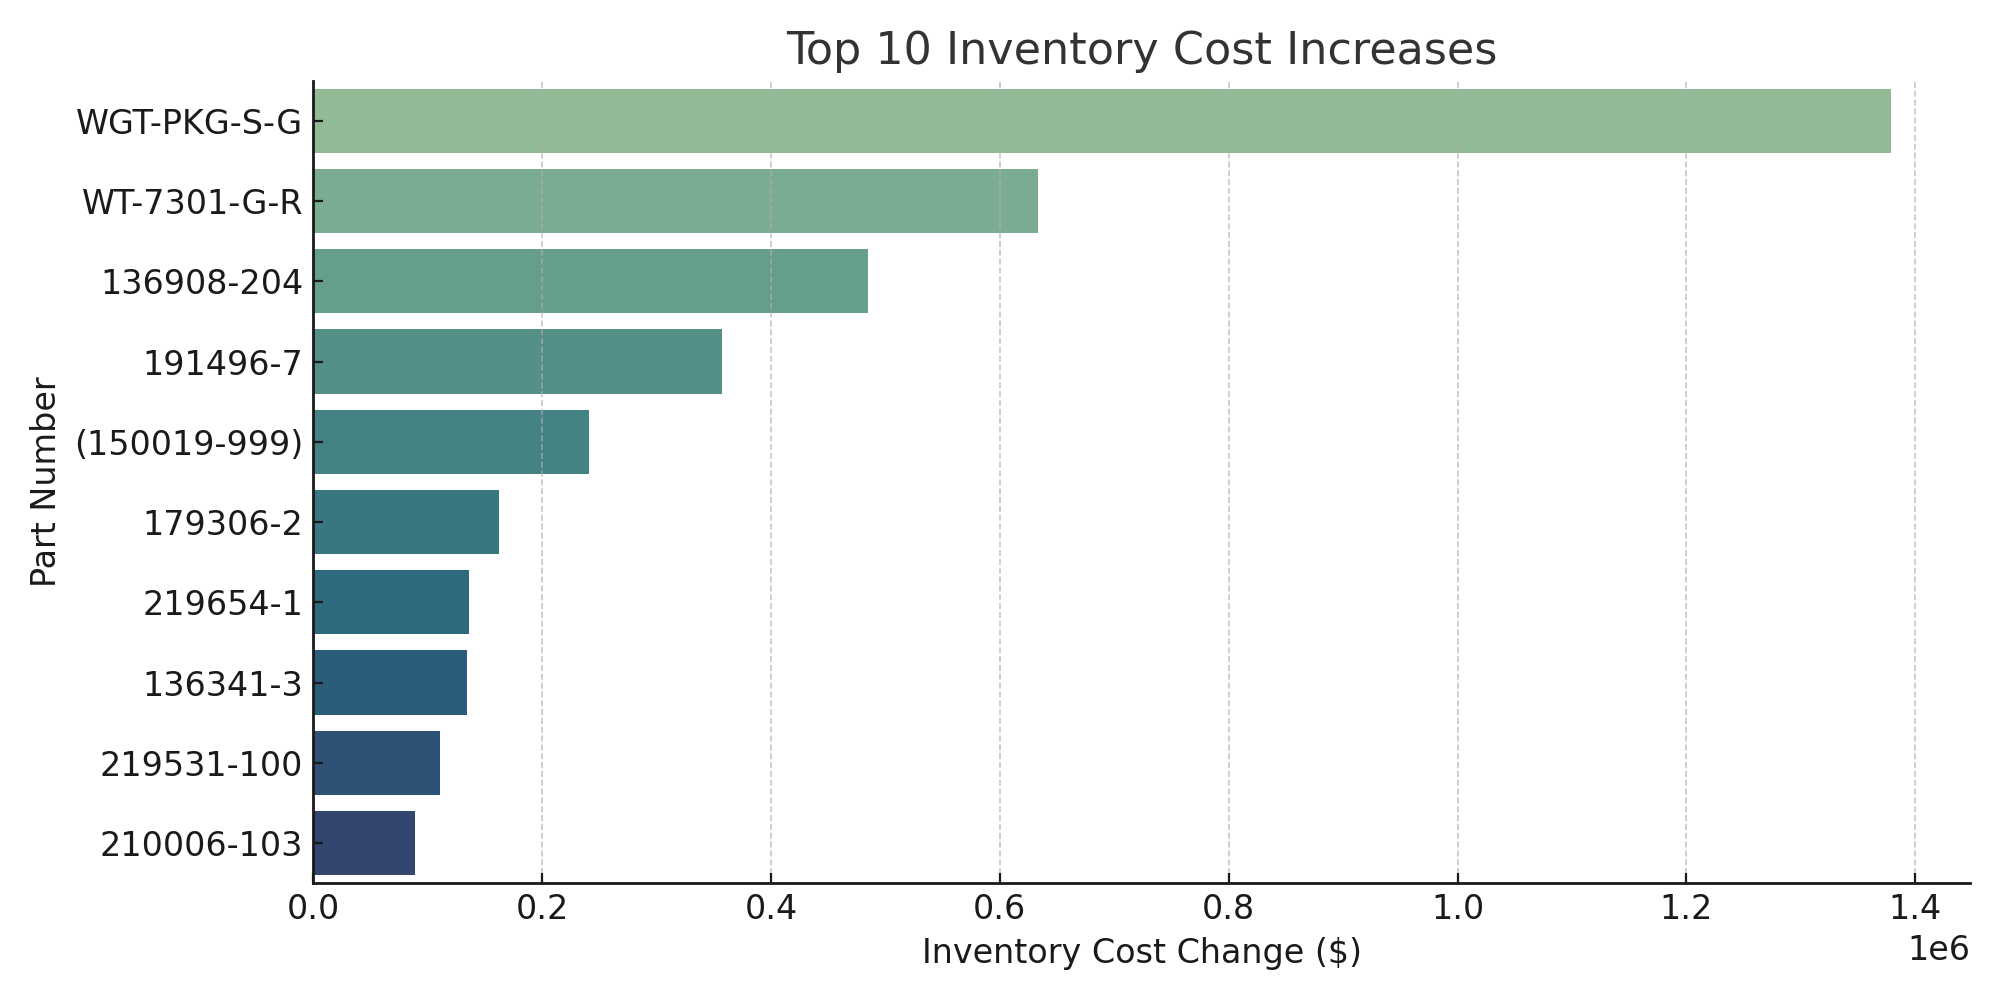 Top 10 Inventory Cost Increases
WGT-PKG-S-G
WT-7301-G-R
136908-204
191496-7
(150019-999)
179306-2
219654-1
136341-3
219531-100
210006-103
Part Number
0.0 0.2 0.4 0.6 0.8 1.0 1.2 1.4
1e6
Inventory Cost Change ($)